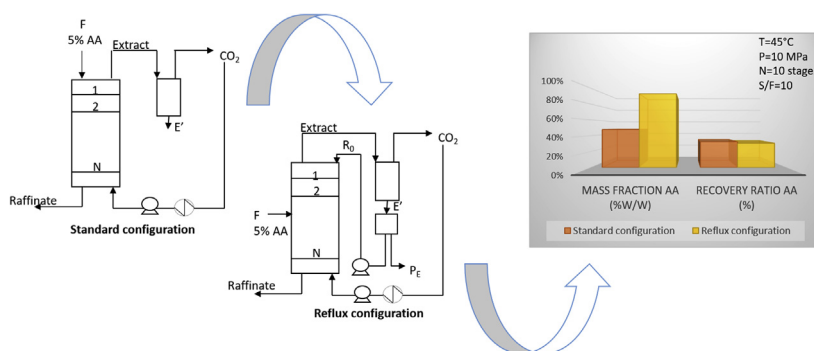 F
5% AA
Extract
CO2
1
2
E'
N
Raffinate
Standard configuration
Extract
CO2
R0
1
2
F
E'
5% AA
N
PE
Raffinate
Reflux configuration
T=45°C
P=10 MPa
N=10 stage
S/F=10
100%
80%
60%
40%
20%
0%
MASS FRACTION AA
(%W/W)
RECOVERY RATIO AA
(%)
Standard configuration
Reflux configuration